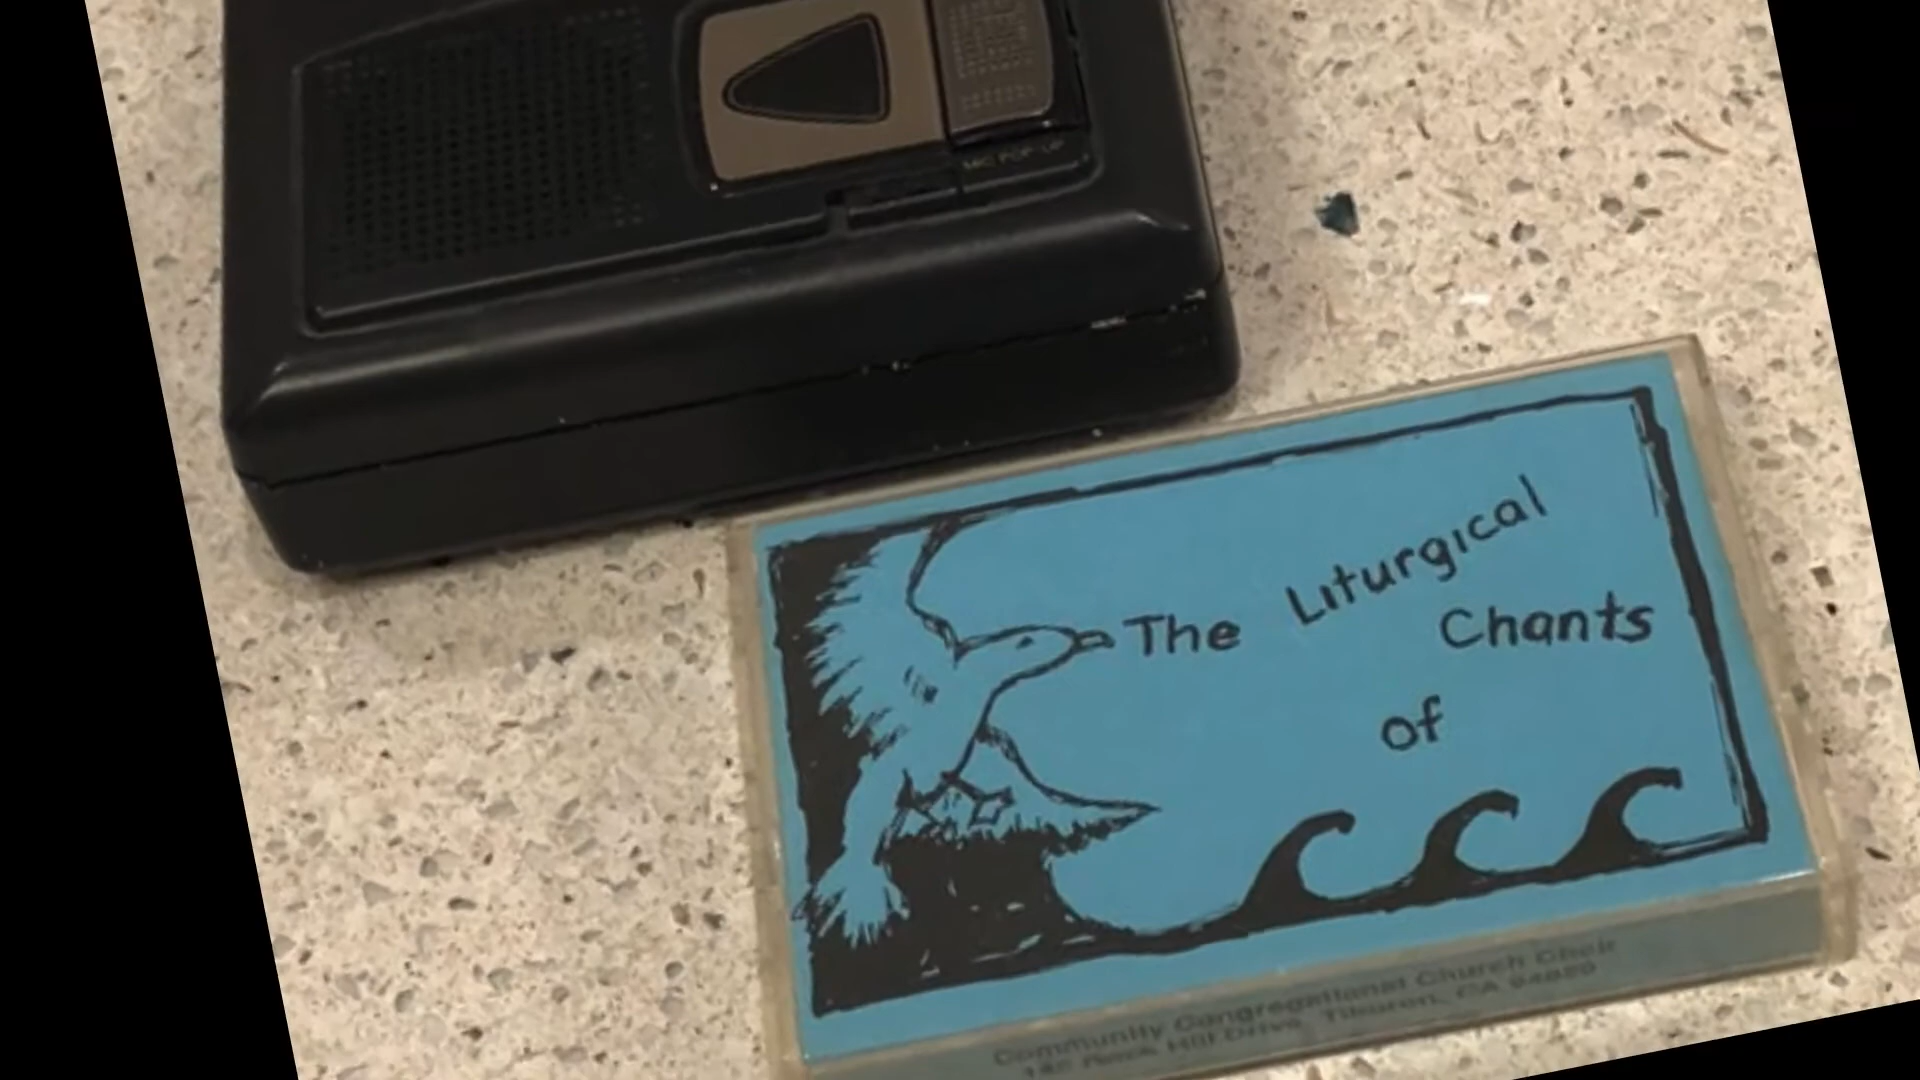 MIC POP-UP
The Liturgical
Chants
of
Community Congregational Church Choir
145 Rock Hill Drive Tiburon, CA 94920